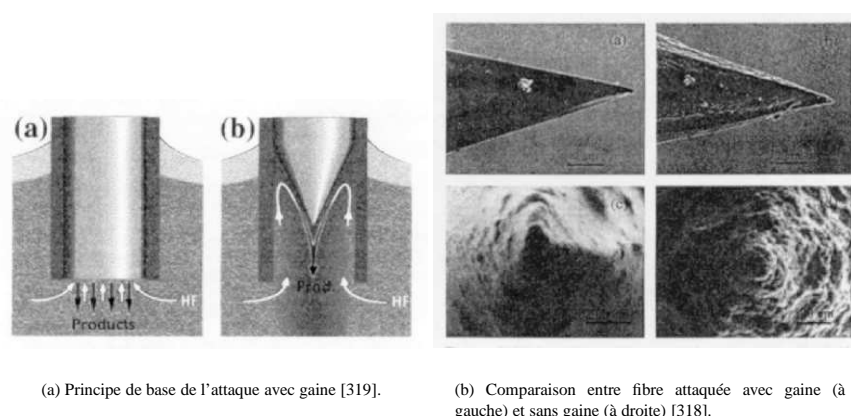 (a)
(b)
HF
Products
Prod
HF
(a)
(c)
(a) Principe de base de l'attaque avec gaine [319].
(b) Comparaison entre fibre attaquée avec gaine (à
gauche) et sans gaine (à droite) [318].